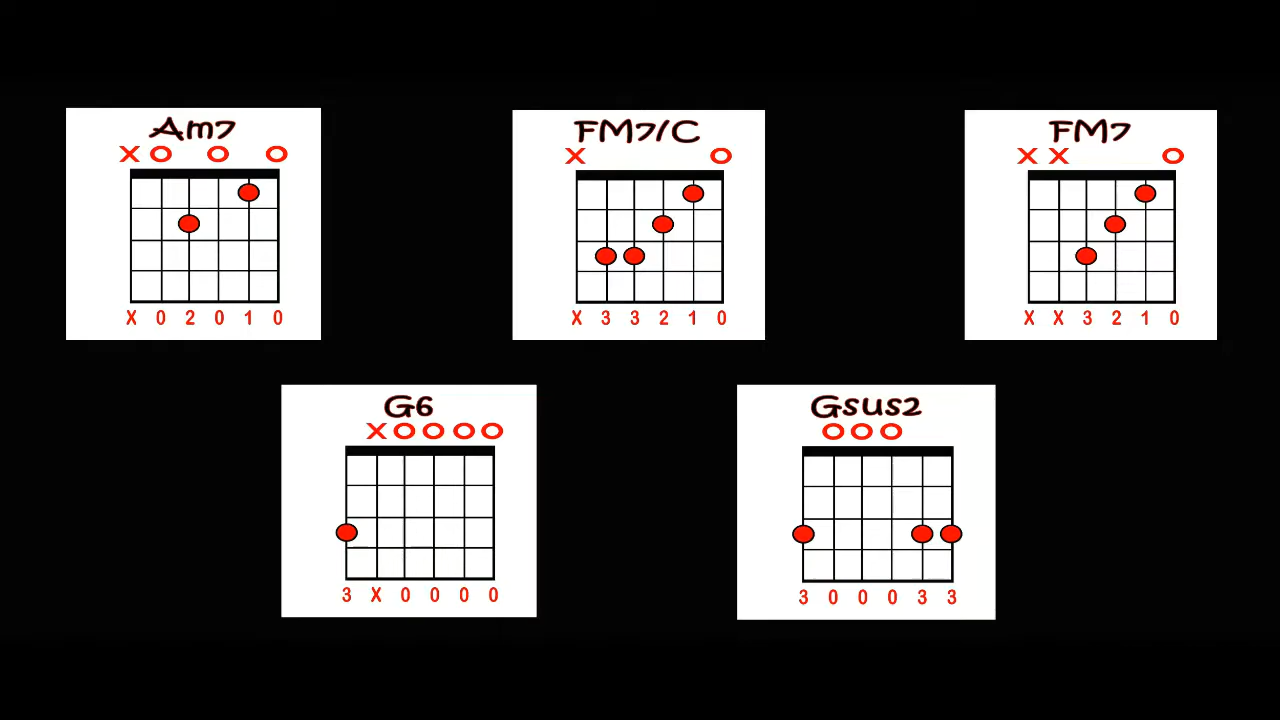 Am7
X O O O
X 0 2 0 1 0
FM7/C
X O
X 3 3 2 1 0
FM7
X X O
X X 3 2 1 0
G6
X O O O O
3 X 0 0 0 0
Gsus2
O O O
3 0 0 0 3 3